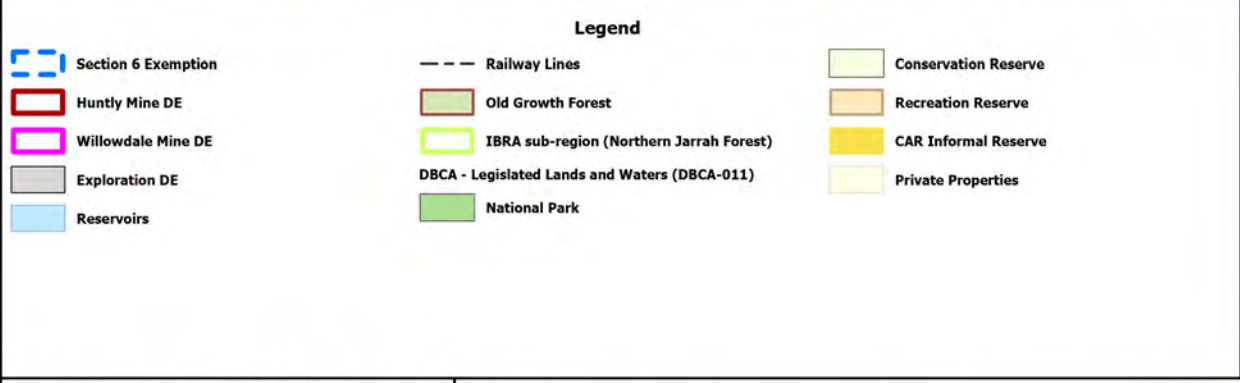 Legend
Section 6 Exemption
Huntly Mine DE
Willowdale Mine DE
Exploration DE
Reservoirs
Railway Lines
Old Growth Forest
IBRA sub-region (Northern Jarrah Forest)
DBCA - Legislated Lands and Waters (DBCA-011)
National Park
Conservation Reserve
Recreation Reserve
CAR Informal Reserve
Private Properties